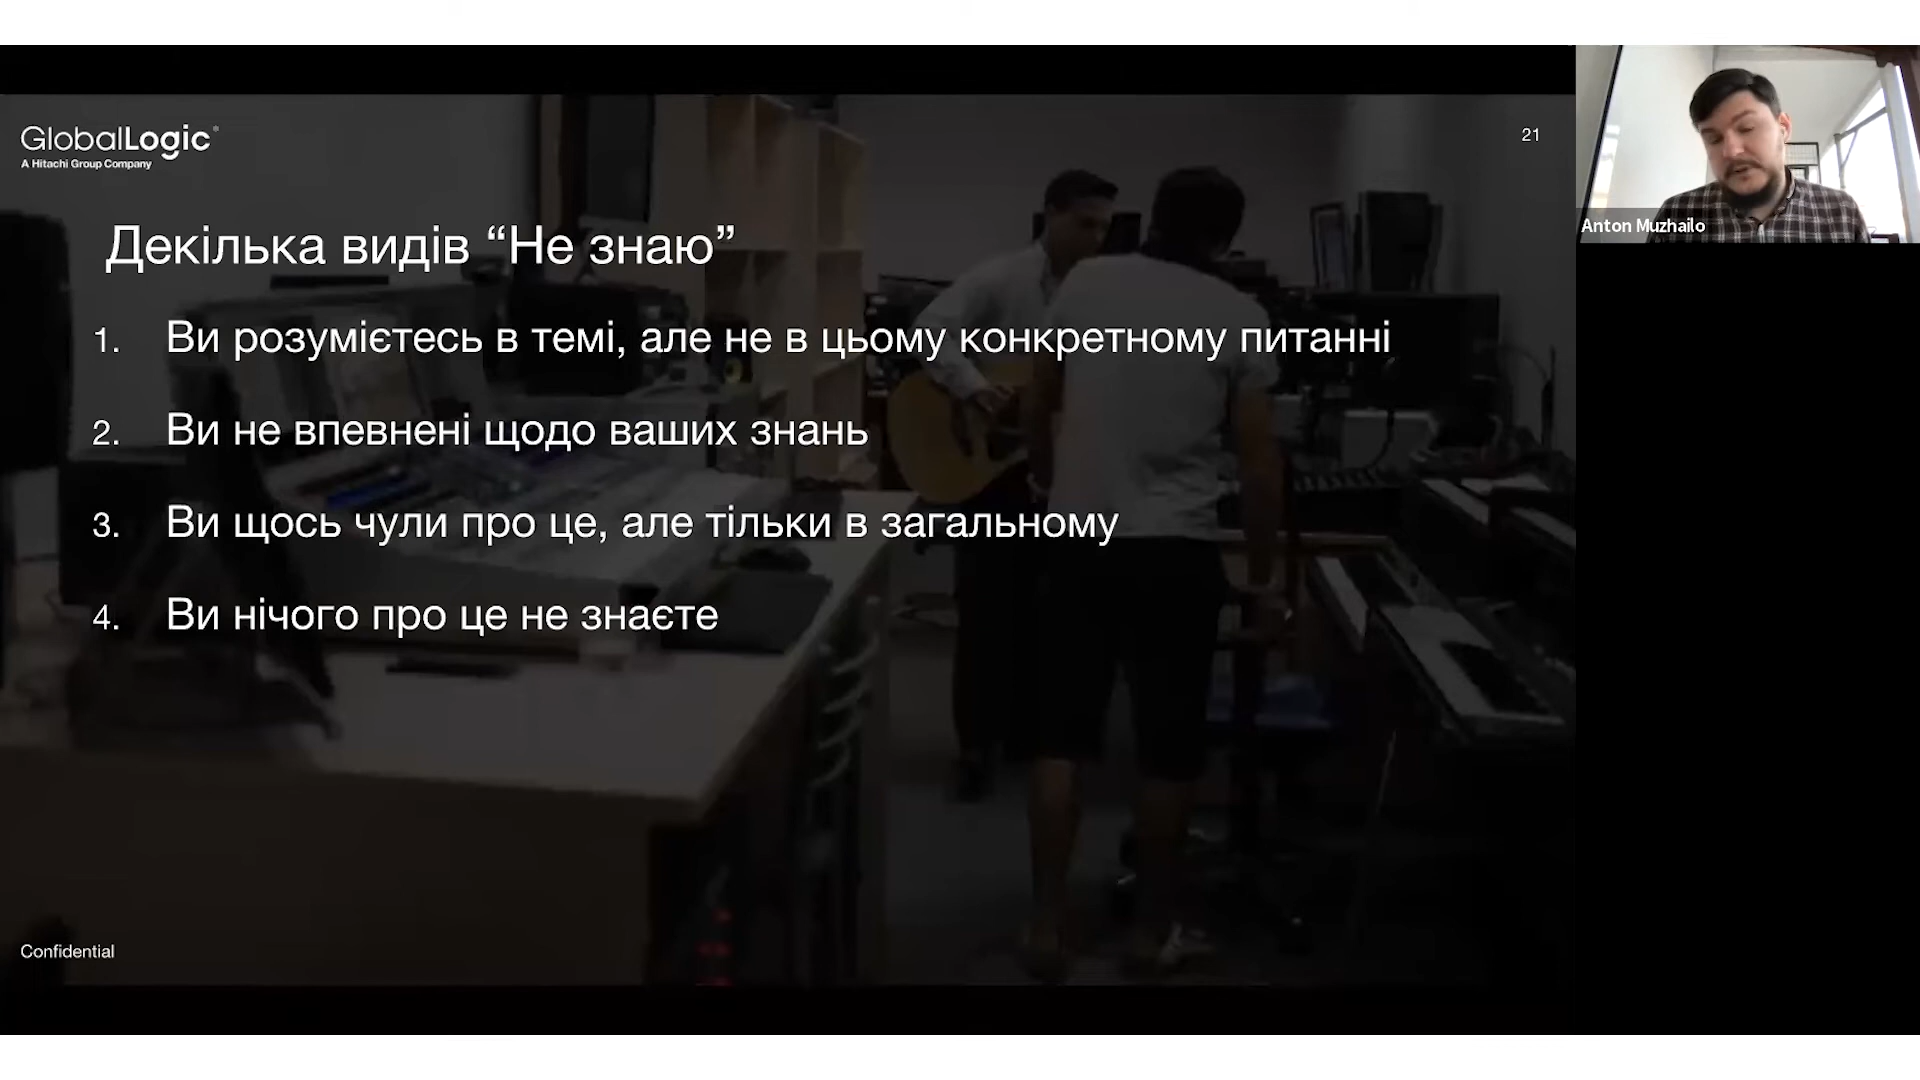 GlobalLogic®
A Hitachi Group Company
21
Anton Muzhailo
Декілька видів “Не знаю”
1. Ви розумієтесь в темі, але не в цьому конкретному питанні
2. Ви не впевнені щодо ваших знань
3. Ви щось чули про це, але тільки в загальному
4. Ви нічого про це не знаєте
Confidential